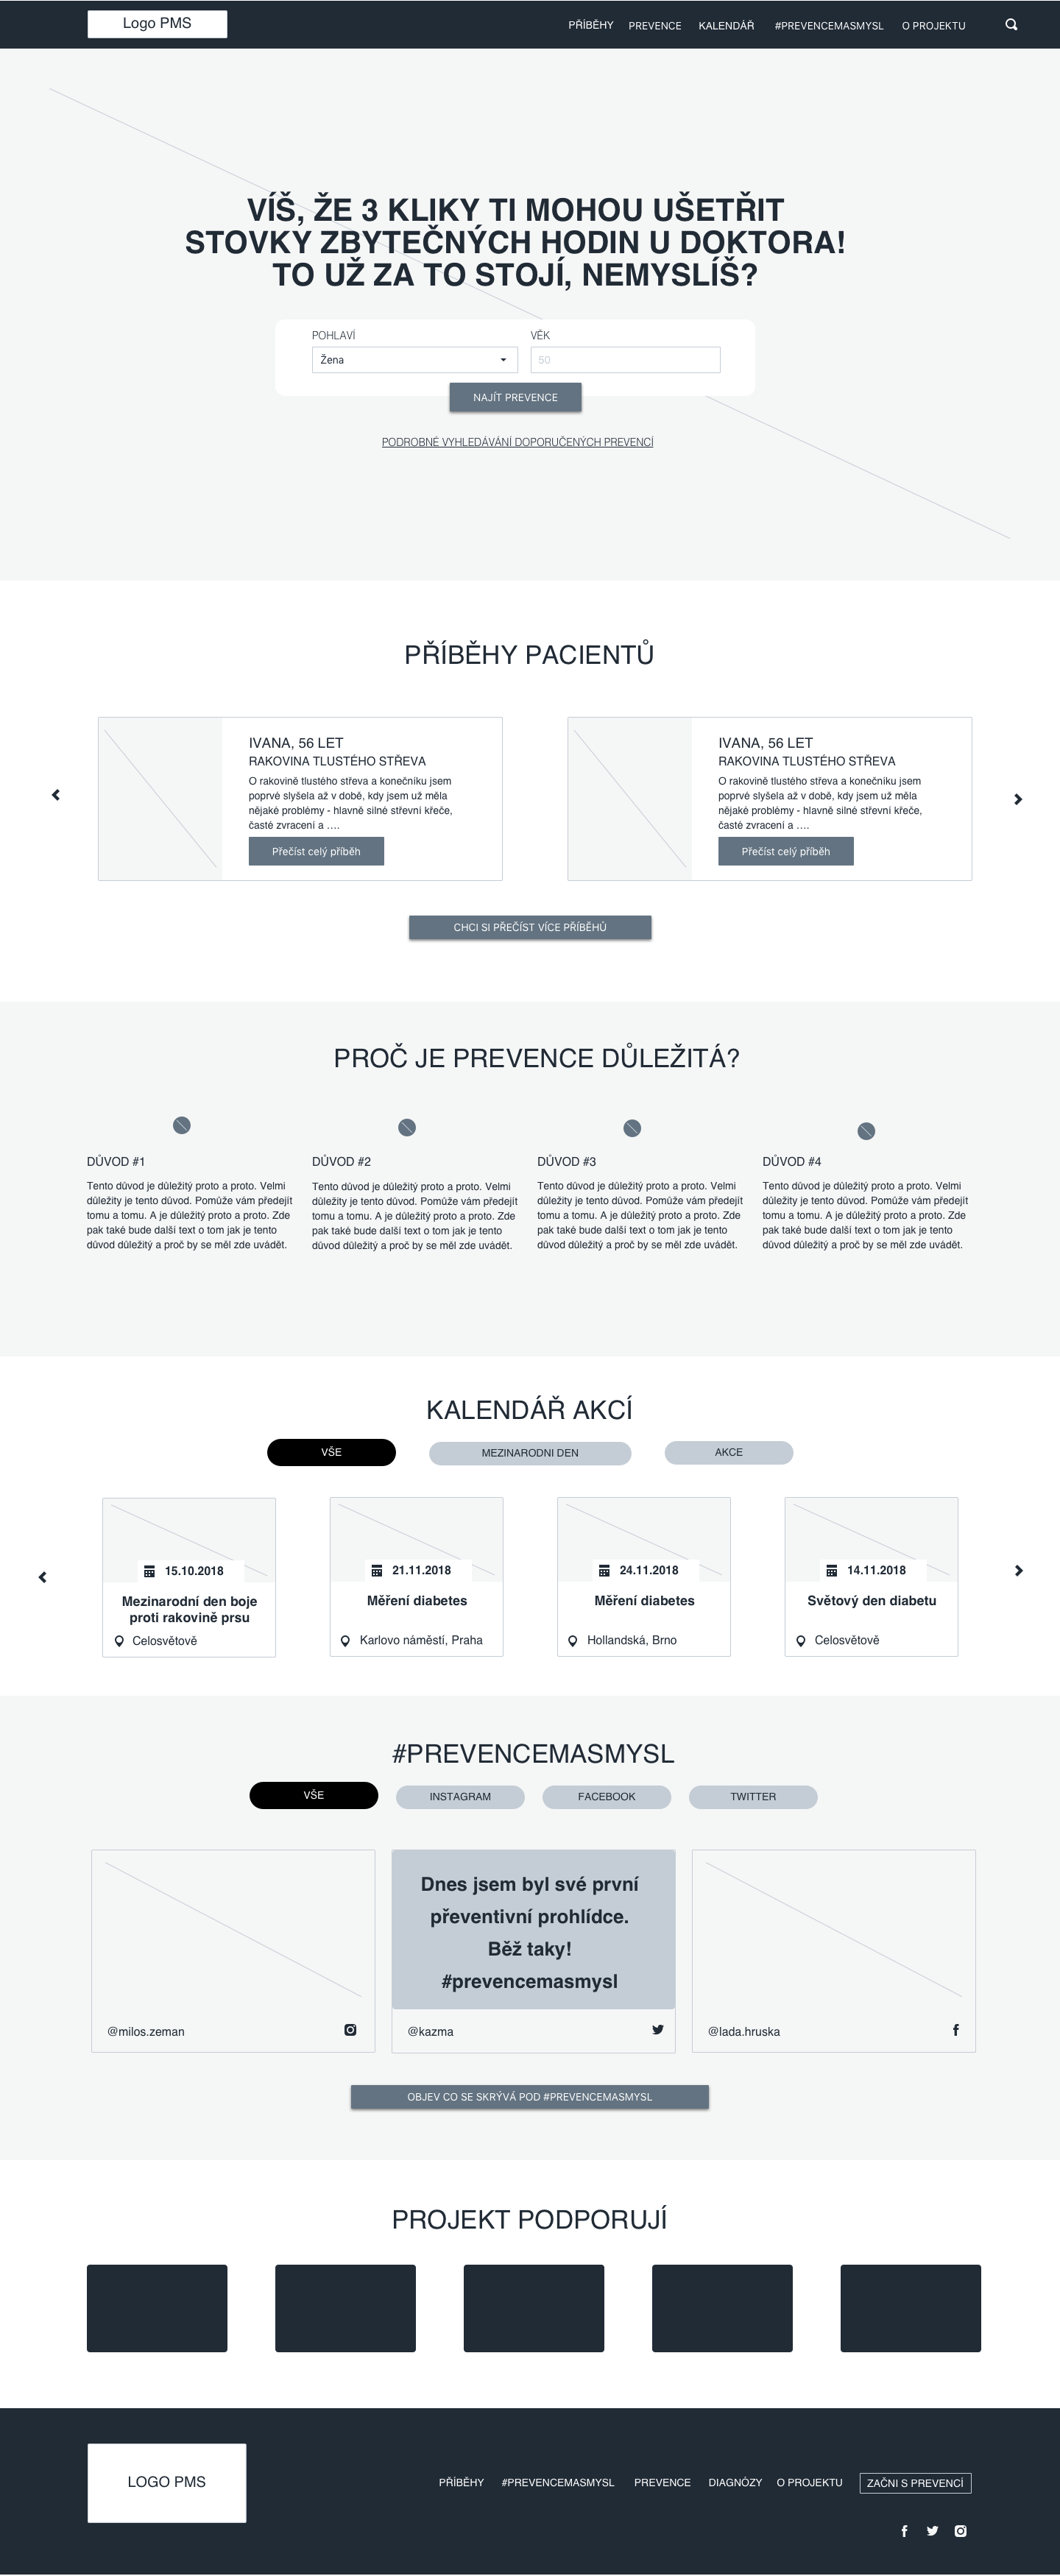 Logo PMS
PŘÍBĚHY PREVENCE KALENDÁŘ #PREVENCEMASMYSL O PROJEKTU
VÍŠ, ŽE 3 KLIKY TI MOHOU UŠETŘIT
STOVKY ZBYTEČNÝCH HODIN U DOKTORA!
TO UŽ ZA TO STOJÍ, NEMYSLÍŠ?
POHLAVÍ VĚK
Žena 50
NAJÍT PREVENCE
PODROBNÉ VYHLEDÁVÁNÍ DOPORUČENÝCH PREVENCÍ
PŘÍBĚHY PACIENTŮ
IVANA, 56 LET
RAKOVINA TLUSTÉHO STŘEVA
O rakovině tlustého střeva a konečníku jsem
poprvé slyšela až v době, kdy jsem už měla
nějaké problémy - hlavně silné střevní křeče,
časté zvracení a ....
Přečíst celý příběh
IVANA, 56 LET
RAKOVINA TLUSTÉHO STŘEVA
O rakovině tlustého střeva a konečníku jsem
poprvé slyšela až v době, kdy jsem už měla
nějaké problémy - hlavně silné střevní křeče,
časté zvracení a ....
Přečíst celý příběh
CHCI SI PŘEČÍST VÍCE PŘÍBĚHŮ
PROČ JE PREVENCE DŮLEŽITÁ?
DŮVOD #1
Tento důvod je důležitý proto a proto. Velmi
důležity je tento důvod. Pomůže vám předejít
tomu a tomu. A je důležitý proto a proto. Zde
pak také bude další text o tom jak je tento
důvod důležitý a proč by se měl zde uvádět.
DŮVOD #2
Tento důvod je důležitý proto a proto. Velmi
důležity je tento důvod. Pomůže vám předejít
tomu a tomu. A je důležitý proto a proto. Zde
pak také bude další text o tom jak je tento
důvod důležitý a proč by se měl zde uvádět.
DŮVOD #3
Tento důvod je důležitý proto a proto. Velmi
důležity je tento důvod. Pomůže vám předejít
tomu a tomu. A je důležitý proto a proto. Zde
pak také bude další text o tom jak je tento
důvod důležitý a proč by se měl zde uvádět.
DŮVOD #4
Tento důvod je důležitý proto a proto. Velmi
důležity je tento důvod. Pomůže vám předejít
tomu a tomu. A je důležitý proto a proto. Zde
pak také bude další text o tom jak je tento
důvod důležitý a proč by se měl zde uvádět.
KALENDÁŘ AKCÍ
VŠE MEZINARODNI DEN AKCE
15.10.2018
Mezinarodní den boje
proti rakovině prsu
Celosvětově
21.11.2018
Měření diabetes
Karlovo náměstí, Praha
24.11.2018
Měření diabetes
Hollandská, Brno
14.11.2018
Světový den diabetu
Celosvětově
#PREVENCEMASMYSL
VŠE INSTAGRAM FACEBOOK TWITTER
@milos.zeman
Dnes jsem byl své první
převentivní prohlídce.
Běž taky!
#prevencemasmysl
@kazma
@lada.hruska
OBJEV CO SE SKRÝVÁ POD #PREVENCEMASMYSL
PROJEKT PODPORUJÍ
LOGO PMS
PŘÍBĚHY #PREVENCEMASMYSL PREVENCE DIAGNÓZY O PROJEKTU ZAČNI S PREVENCÍ